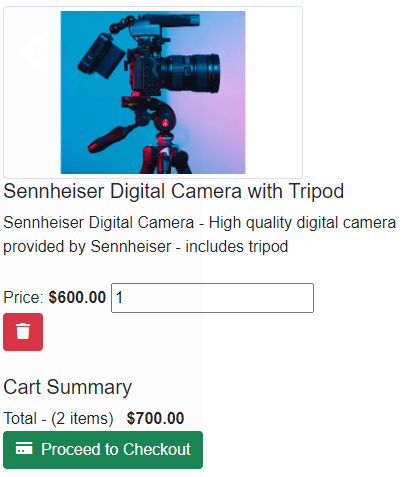 Sennheiser Digital Camera with Tripod
Sennheiser Digital Camera - High quality digital camera
provided by Sennheiser - includes tripod
Price: $600.00 1
Cart Summary
Total - (2 items) $700.00
Proceed to Checkout